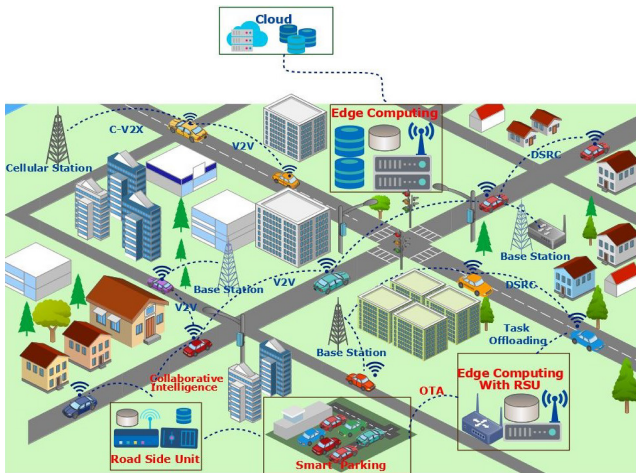 Cloud
Edge Computing
C-V2X
V2V
DSRC
Cellular Station
Base Station
V2V
Base Station
V2V
DSRC
Base Station
Task
Offloading
Collaborative
Intelligence
OTA
Edge Computing
With RSU
Road Side Unit
Smart Parking